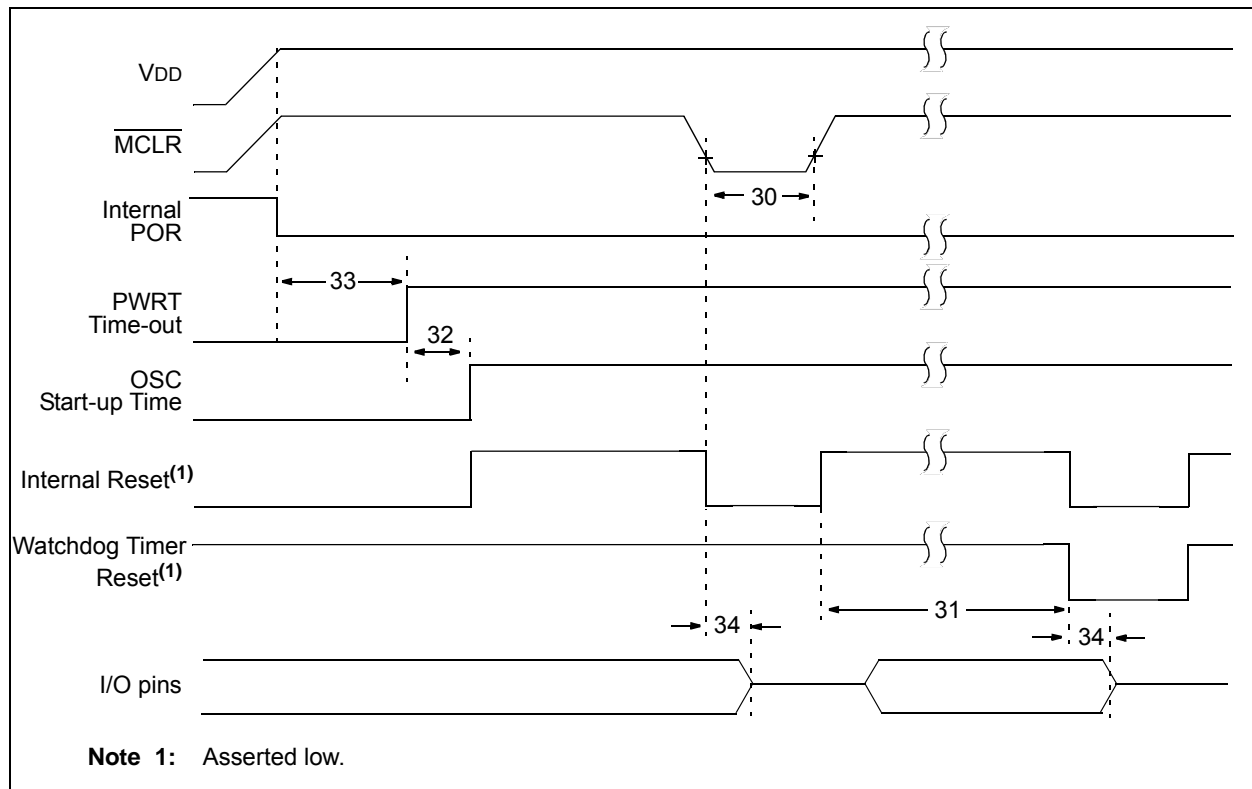 VDD
MCLR
30
Internal
POR
33
PWRT
Time-out
32
OSC
Start-up Time
Internal Reset(1)
Watchdog Timer
Reset(1)
31
34
34
I/O pins
Note 1: Asserted low.